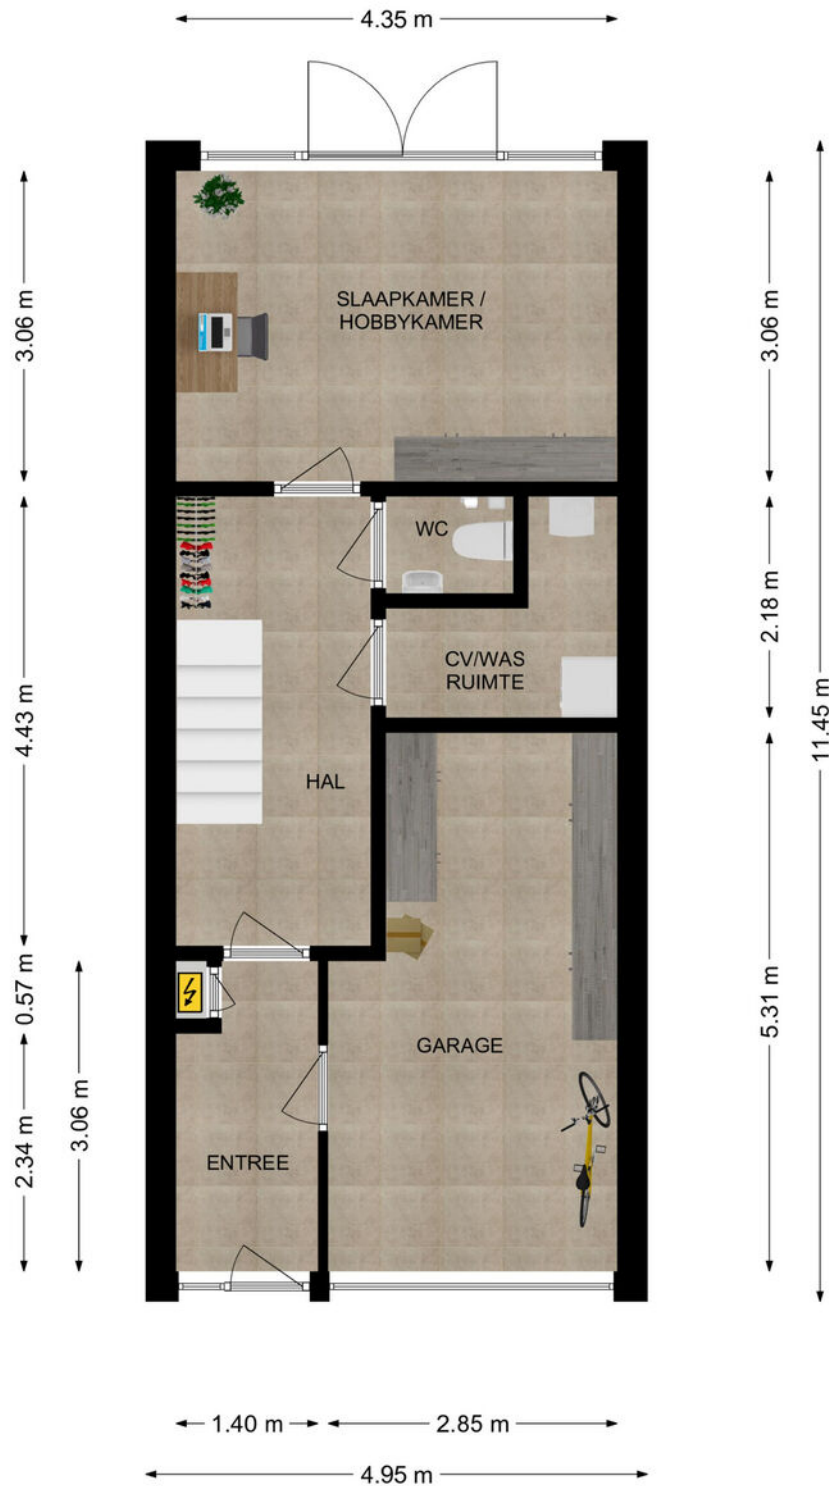 4.35 m
3.06 m
SLAAPKAMER /
HOBBYKAMER
3.06 m
WC
2.18 m
CV/WAS
RUIMTE
4.43 m
11.45 m
HAL
0.57 m
5.31 m
GARAGE
3.06 m
2.34 m
ENTREE
1.40 m
2.85 m
4.95 m